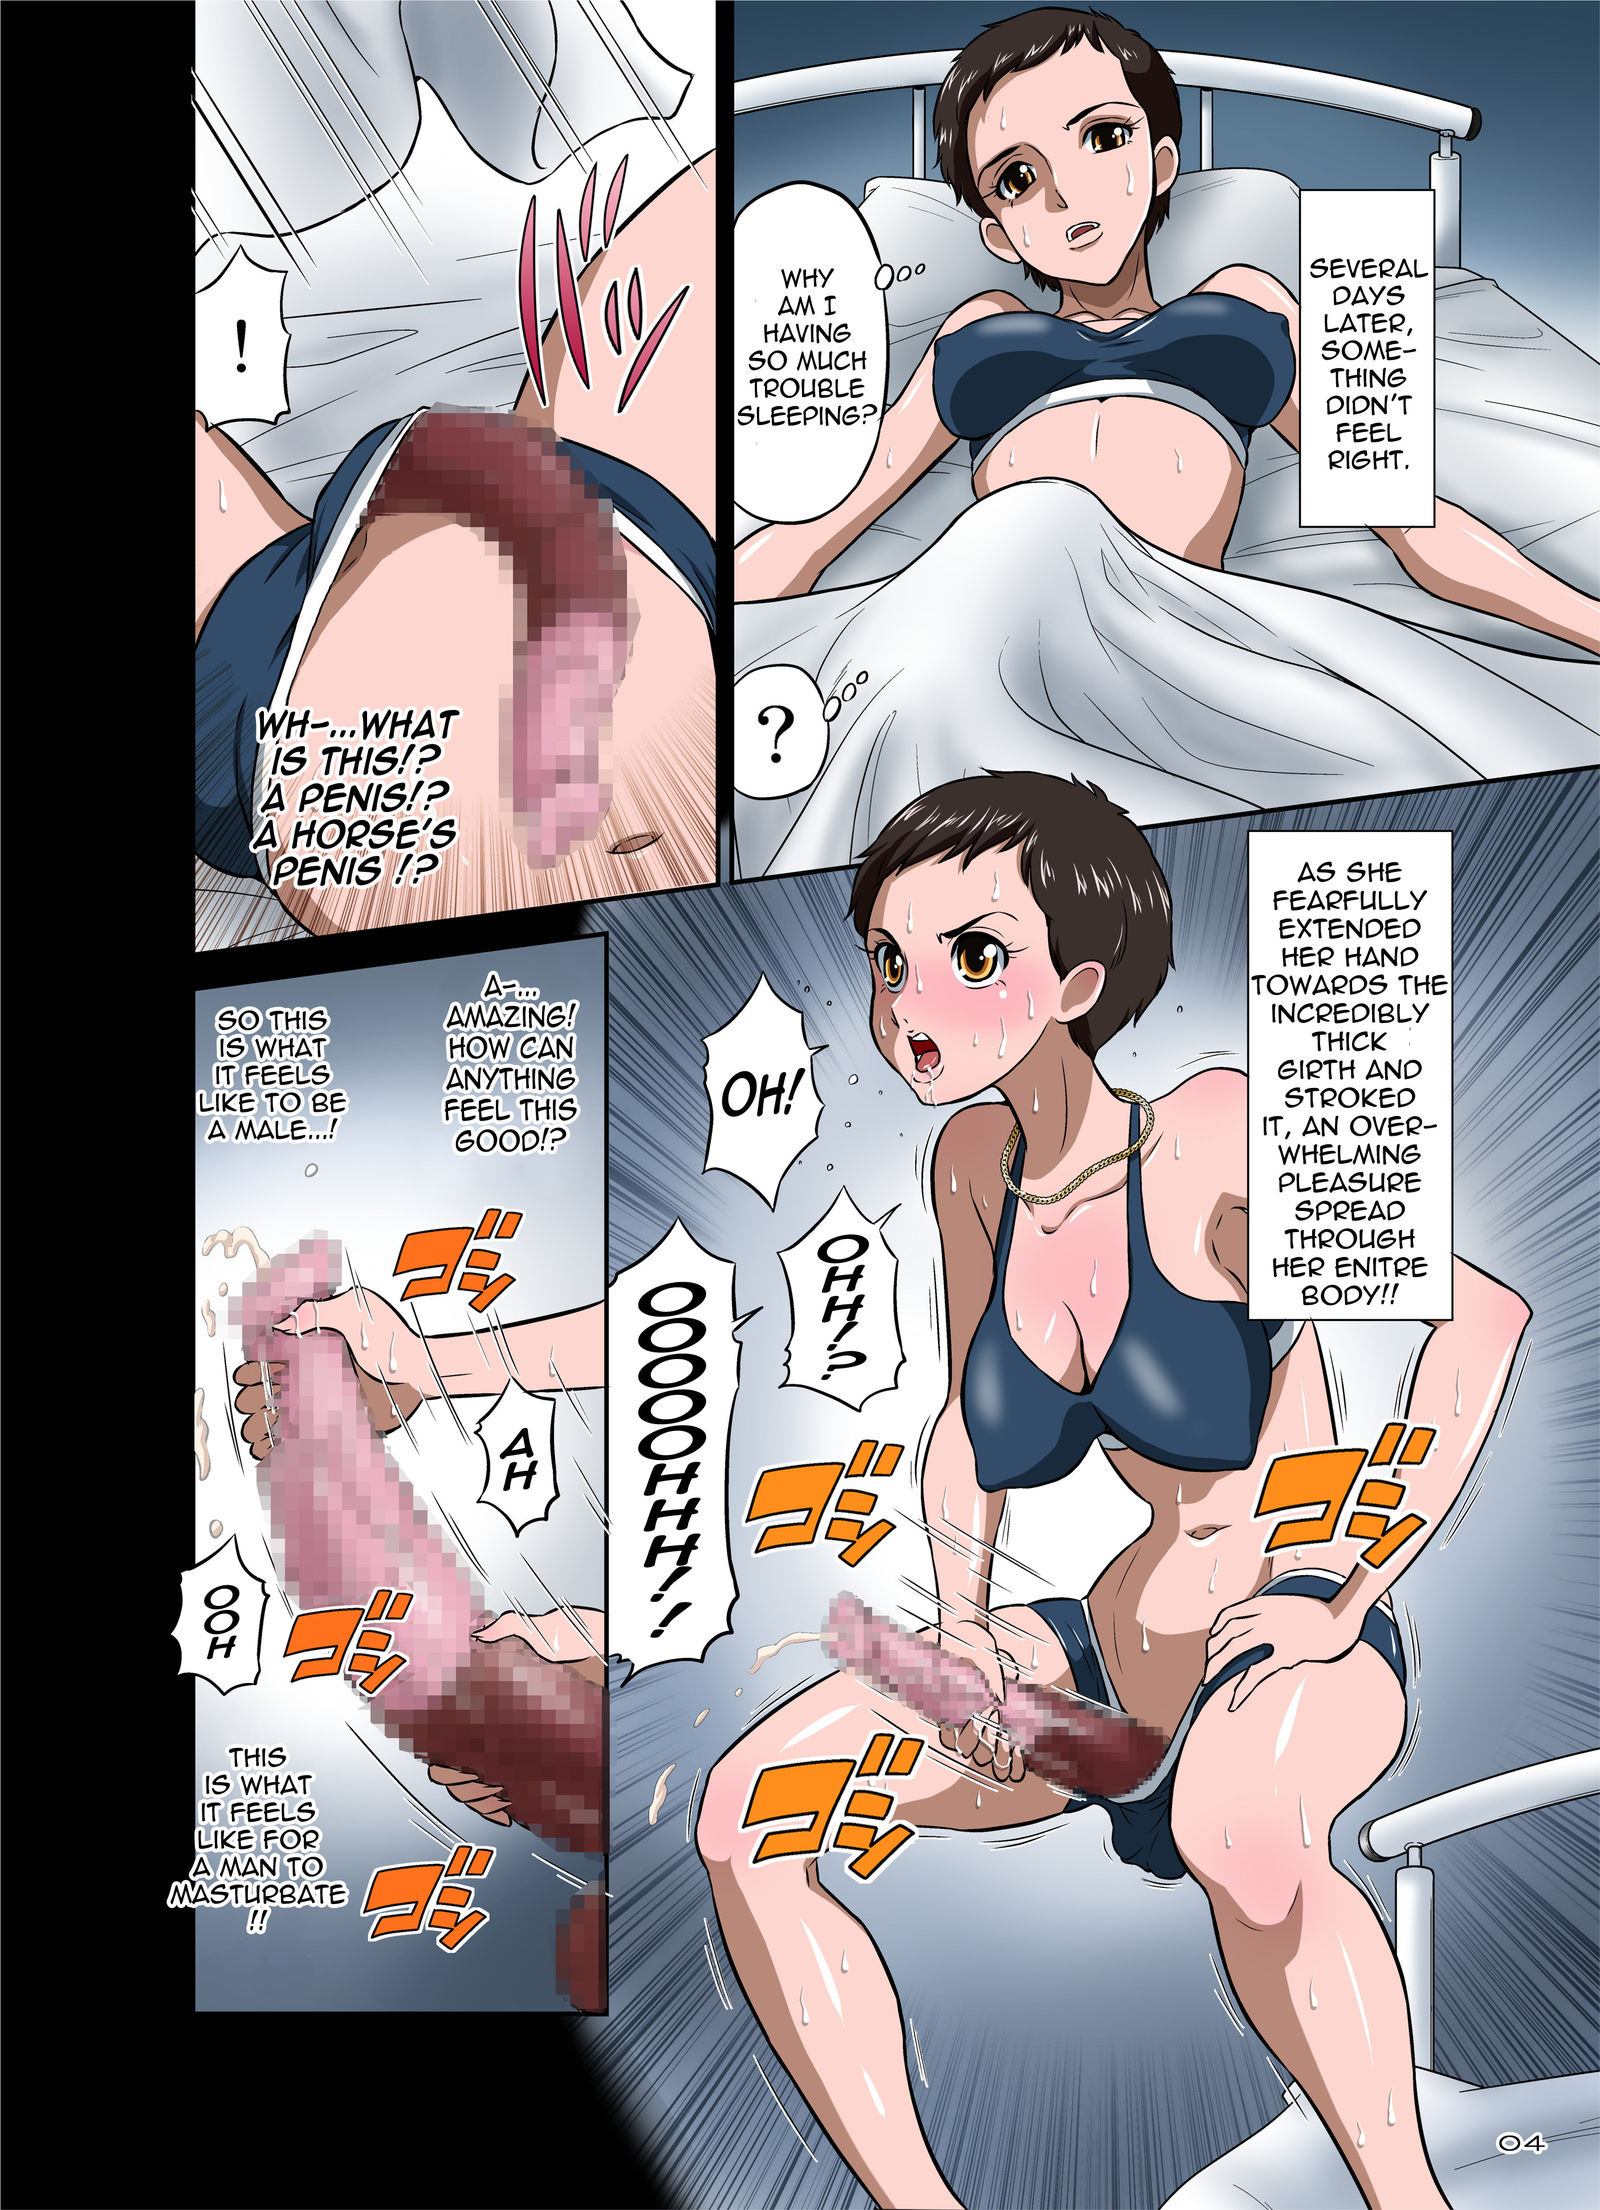 SEVERAL
DAYS
LATER,
SOME-
THING
DIDN'T
FEEL
RIGHT.
WHY
AM I
HAVING
SO MUCH
TROUBLE
SLEEPING?
?
!
WH-...WHAT
IS THIS!?
A PENIS!?
A HORSE'S
PENIS !?
AS SHE
FEARFULLY
EXTENDED
HER HAND
TOWARDS THE
INCREDIBLY
THICK
GIRTH AND
STROKED
IT, AN OVER-
WHELMING
PLEASURE
SPREAD
THROUGH
HER ENITRE
BODY!!
OH!
OHH!?
OOOOOHHH!!
ゴシ
ゴシ
ゴシ
A-...
AMAZING!
HOW CAN
ANYTHING
FEEL THIS
GOOD!?
SO THIS
IS WHAT
IT FEELS
LIKE TO BE
A MALE...!
ゴシ
AH
OOH
ゴシ
THIS
IS WHAT
IT FEELS
LIKE FOR
A MAN TO
MASTURBATE
!!
ゴシ
04